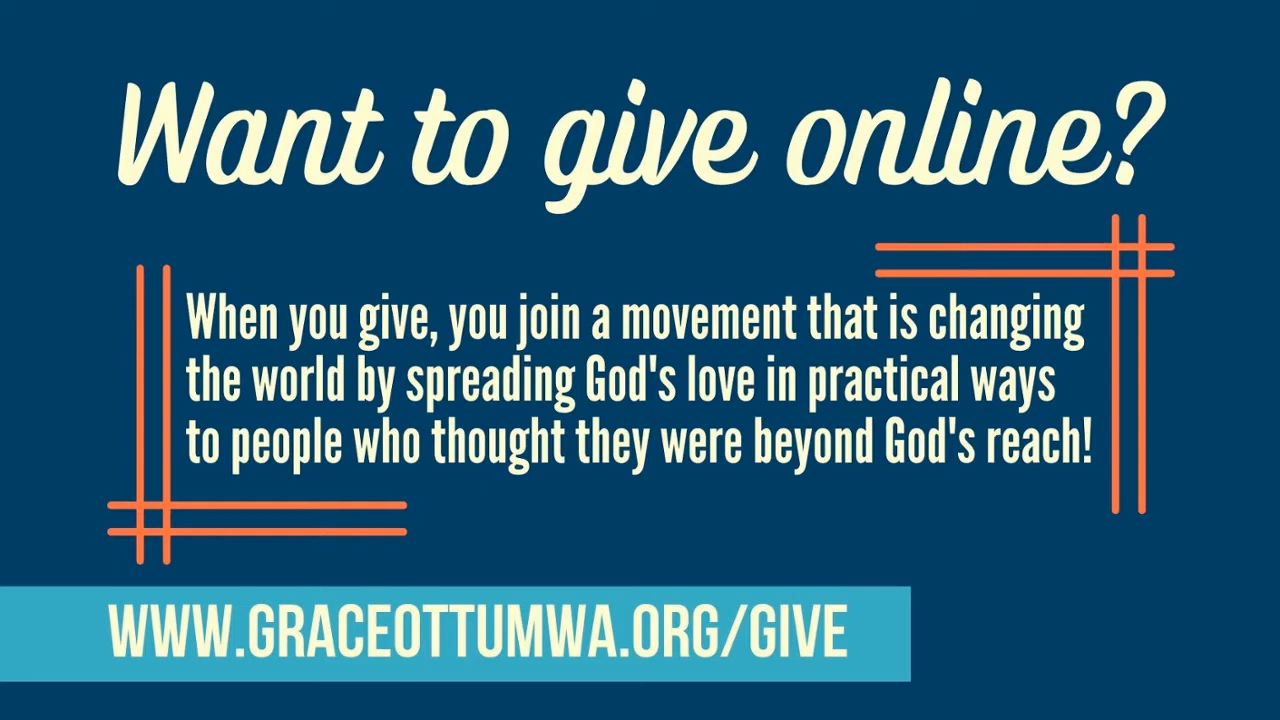 Want to give online?
When you give, you join a movement that is changing
the world by spreading God's love in practical ways
to people who thought they were beyond God's reach!
WWW.GRACEOTTUMWA.ORG/GIVE